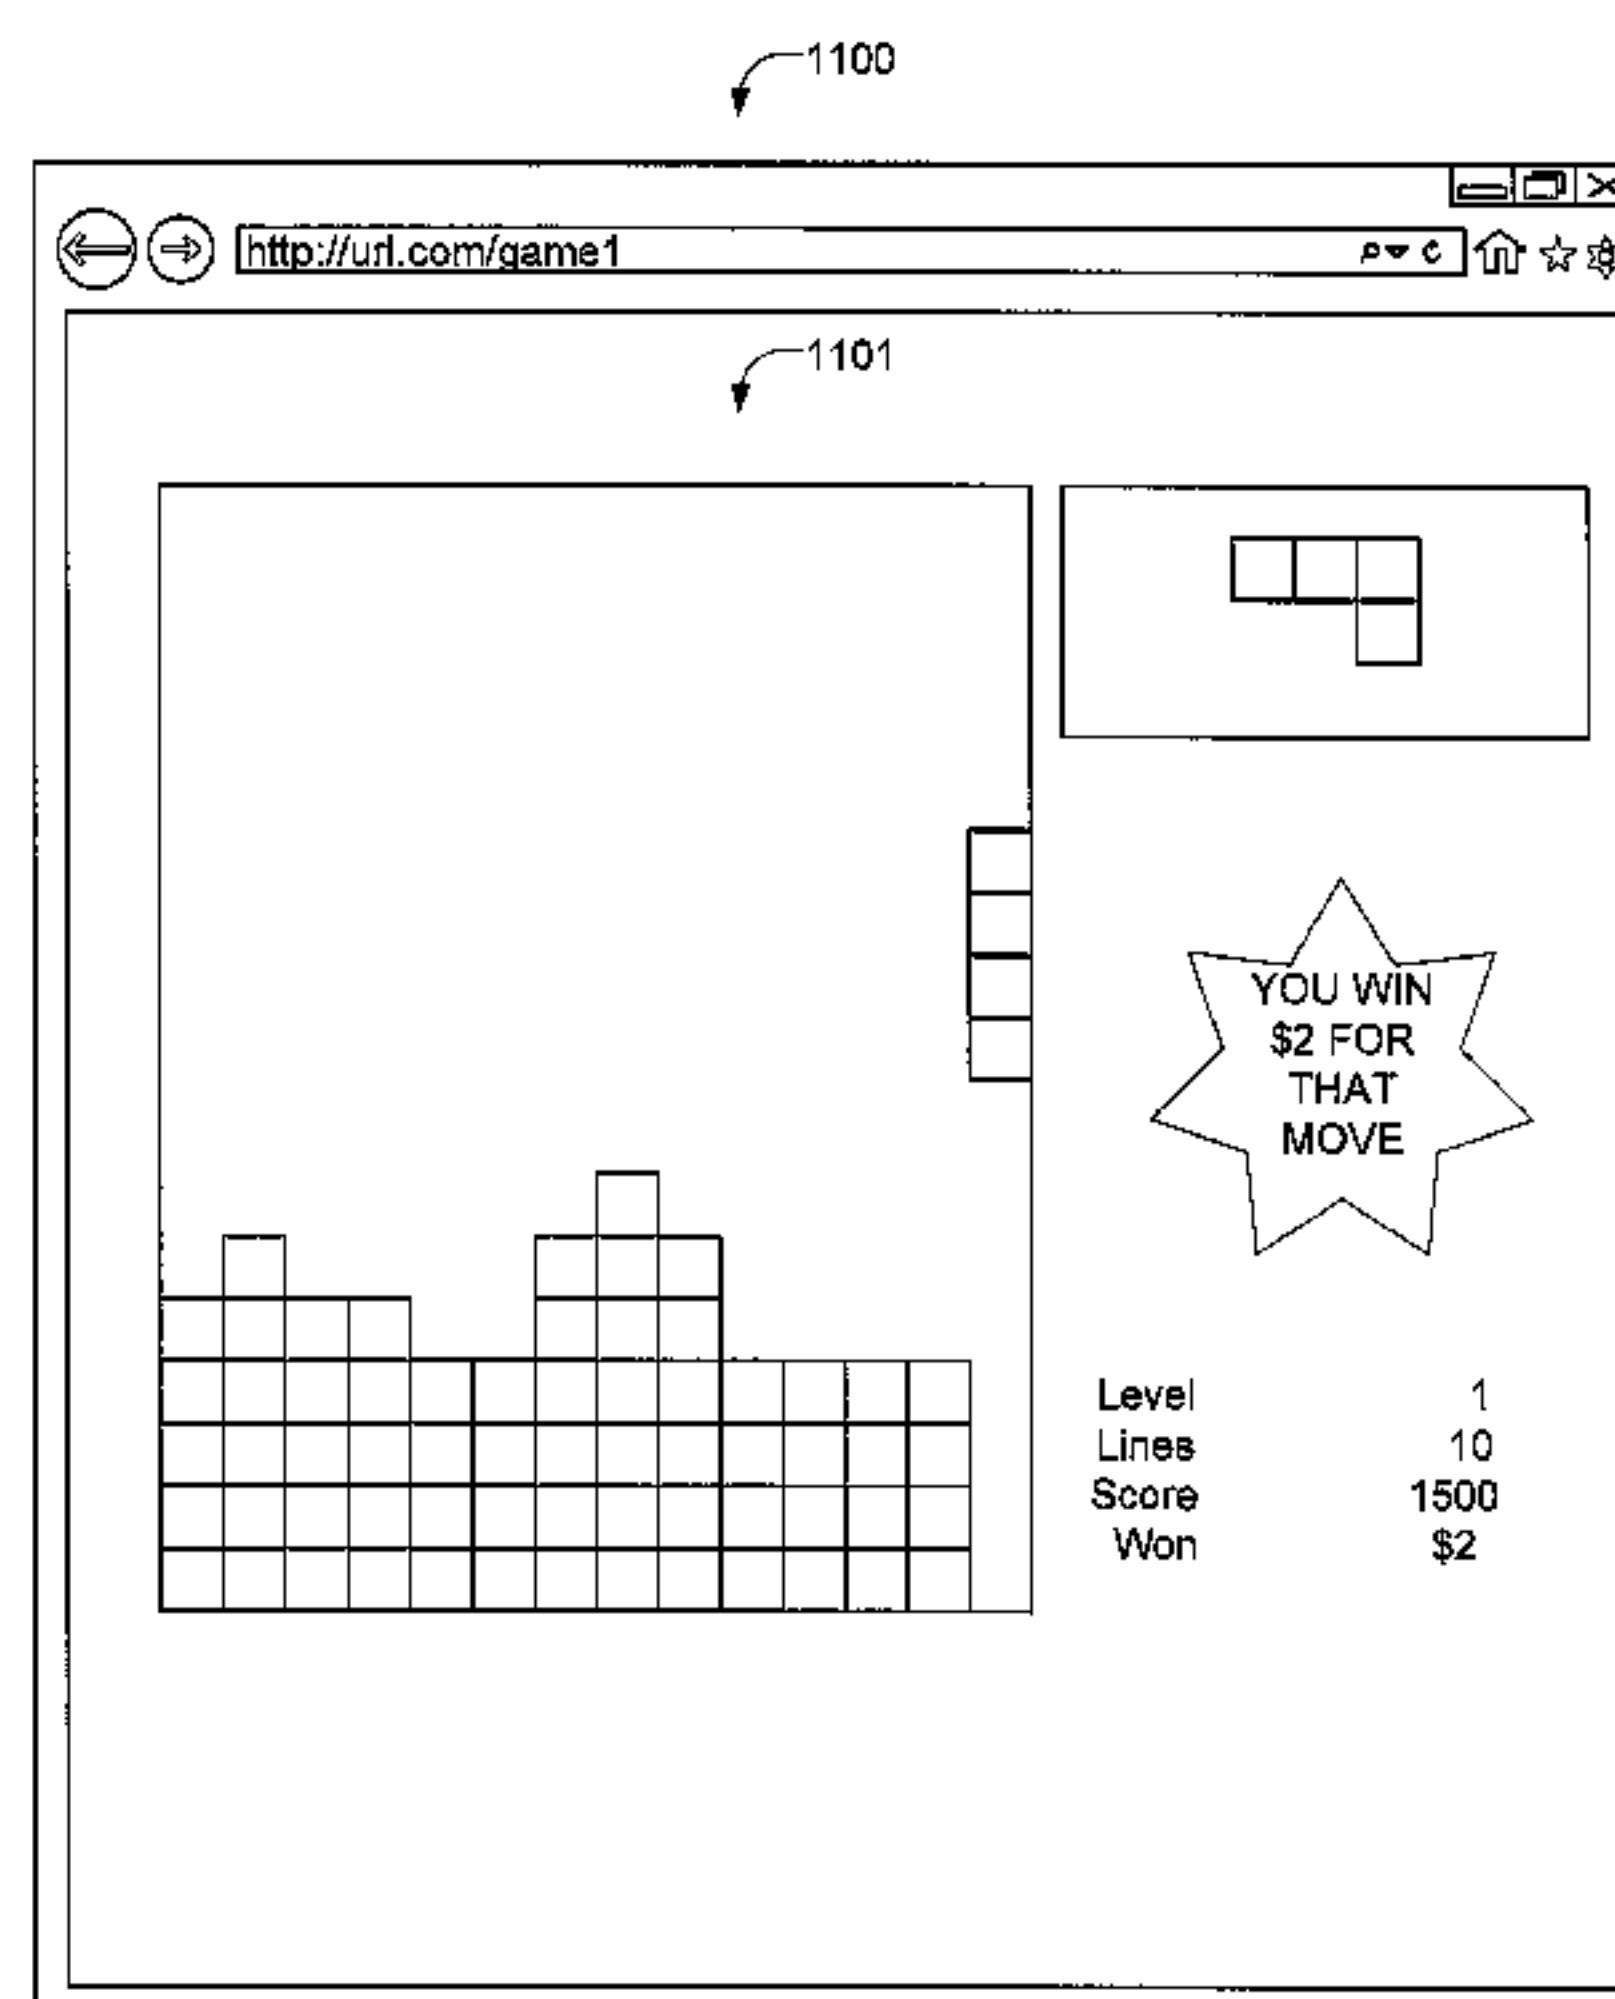 1100
http://url.com/game1
1101
YOU WIN
$2 FOR
THAT
MOVE
Level 1
Lines 10
Score 1500
Won $2